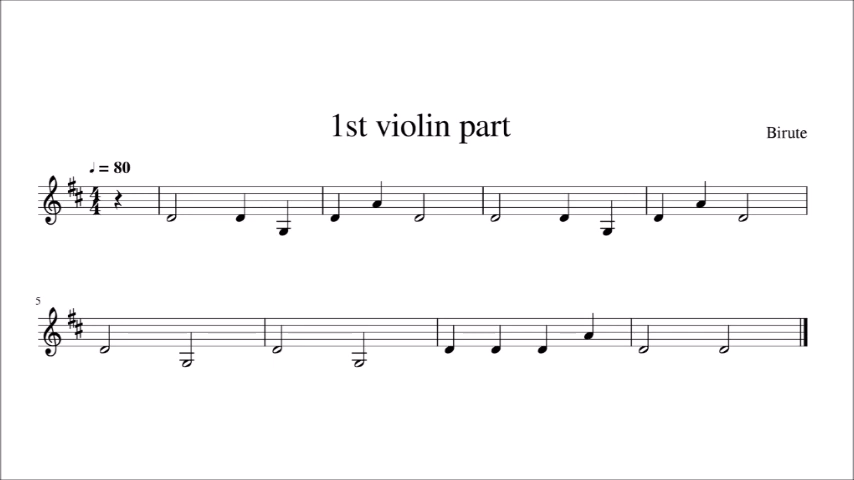 1st violin part
Birute
♩ = 80
4
4
5